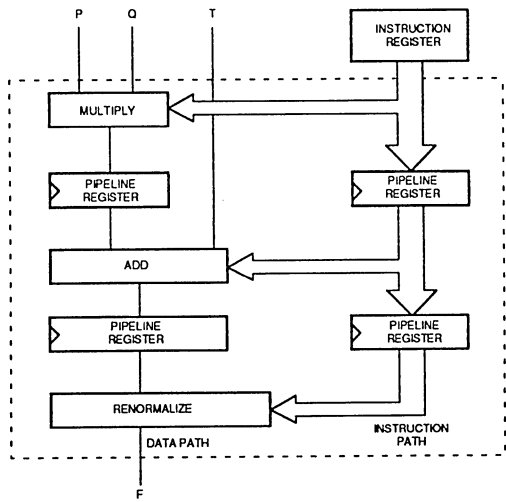 P Q T
INSTRUCTION
REGISTER
MULTIPLY
PIPELINE
REGISTER
PIPELINE
REGISTER
ADD
PIPELINE
REGISTER
PIPELINE
REGISTER
RENORMALIZE
DATA PATH
INSTRUCTION
PATH
F